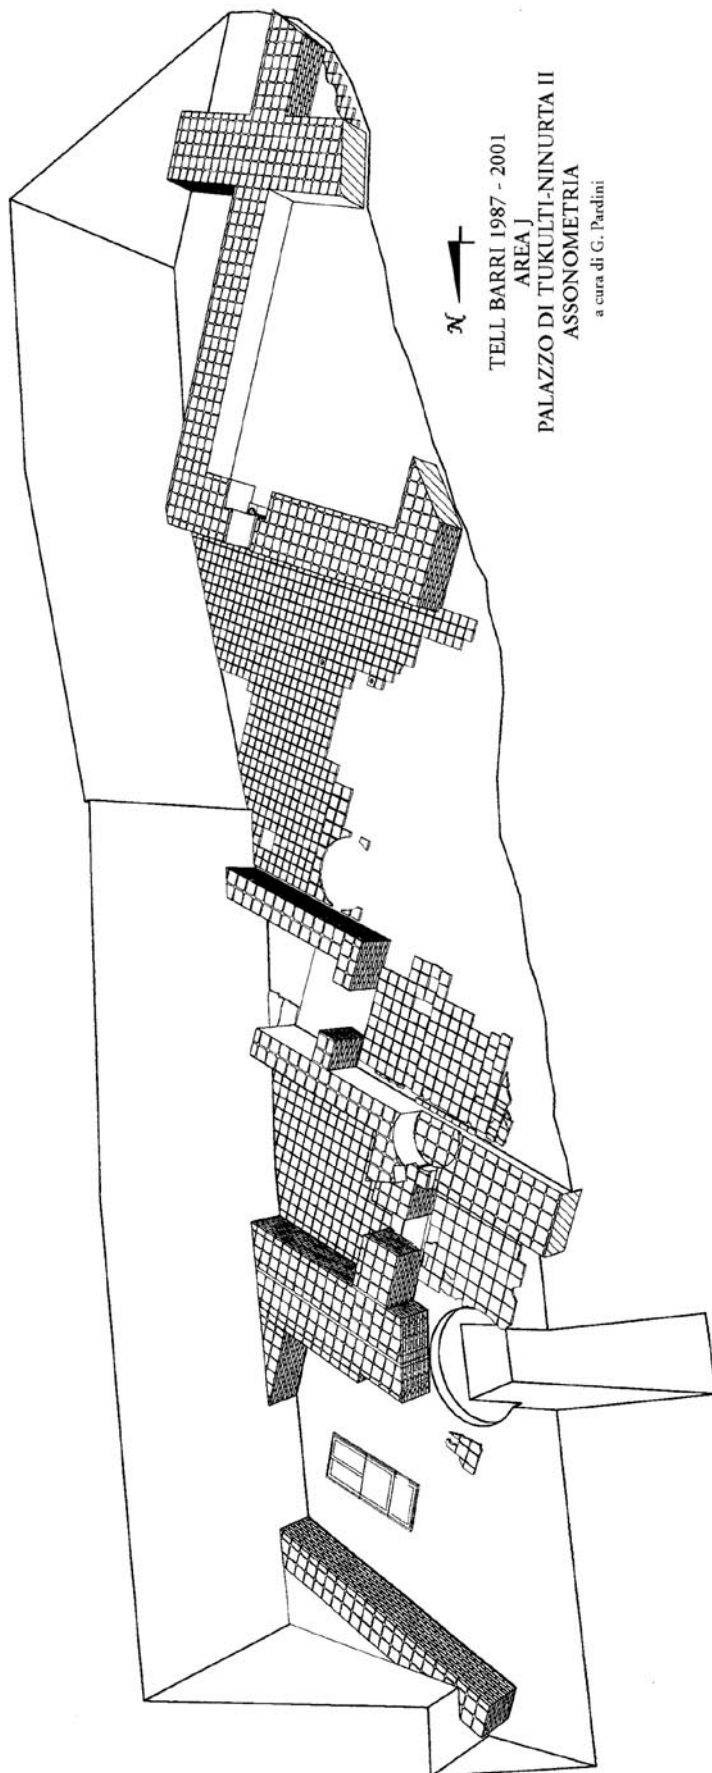 N
TELL BARRI 1987 - 2001
AREA J
PALAZZO DI TUKULTI-NINURTA II
ASSONOMETRIA
a cura di G. Pardini